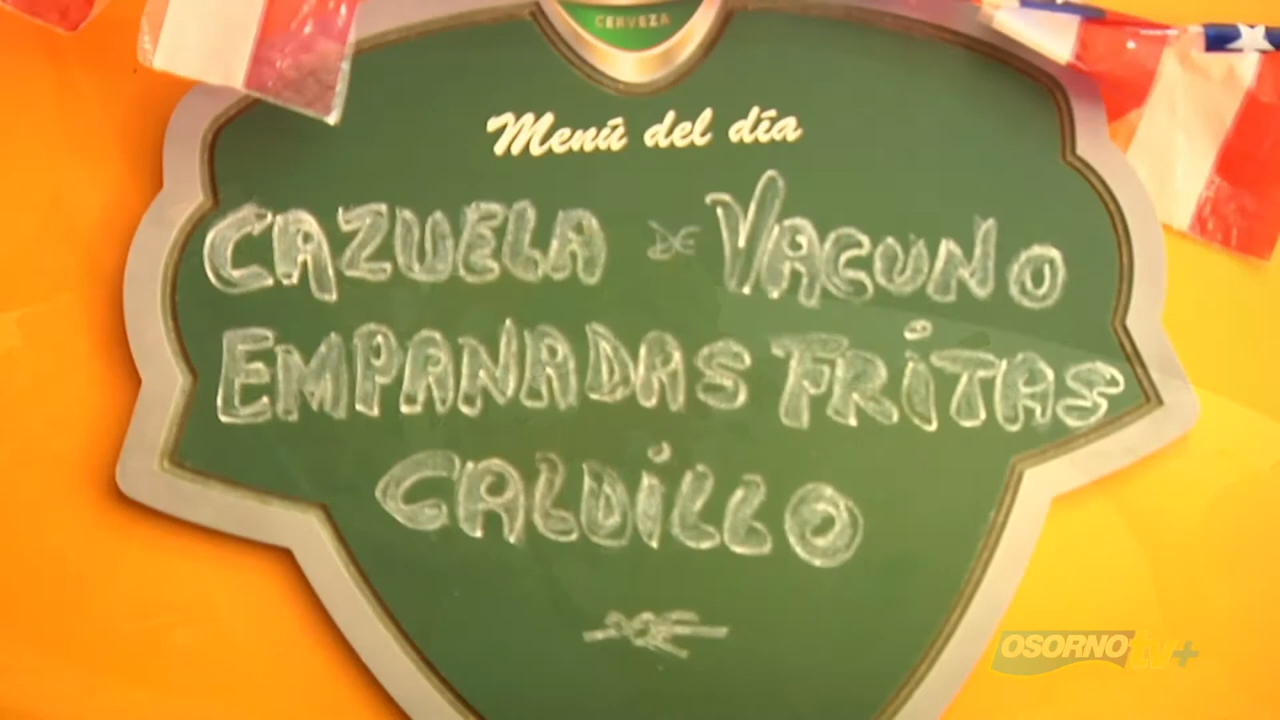 CERVEZA
Menú del día
CAZUELA DE VACUNO
EMPANADAS FRiTAS
CALDiLLO
OSORNO tv+